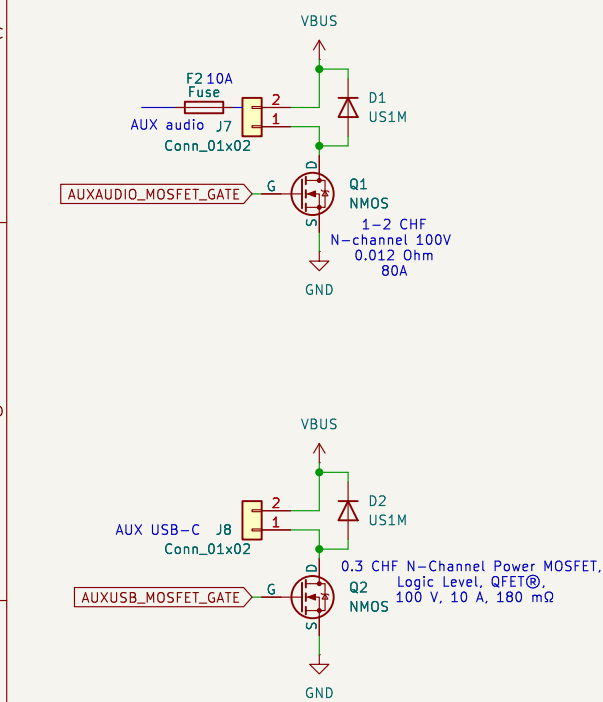 VBUS
F2 10A
Fuse
2
D1
US1M
AUX audio
J7
1
Conn_01x02
D
G
AUXAUDIO_MOSFET_GATE
Q1
NMOS
S
1-2 CHF
N-channel 100V
0.012 Ohm
80A
GND
VBUS
2
D2
US1M
AUX USB-C
J8
1
Conn_01x02
D
0.3 CHF N-Channel Power MOSFET,
Logic Level, QFET®,
100 V, 10 A, 180 mΩ
G
AUXUSB_MOSFET_GATE
Q2
NMOS
S
GND